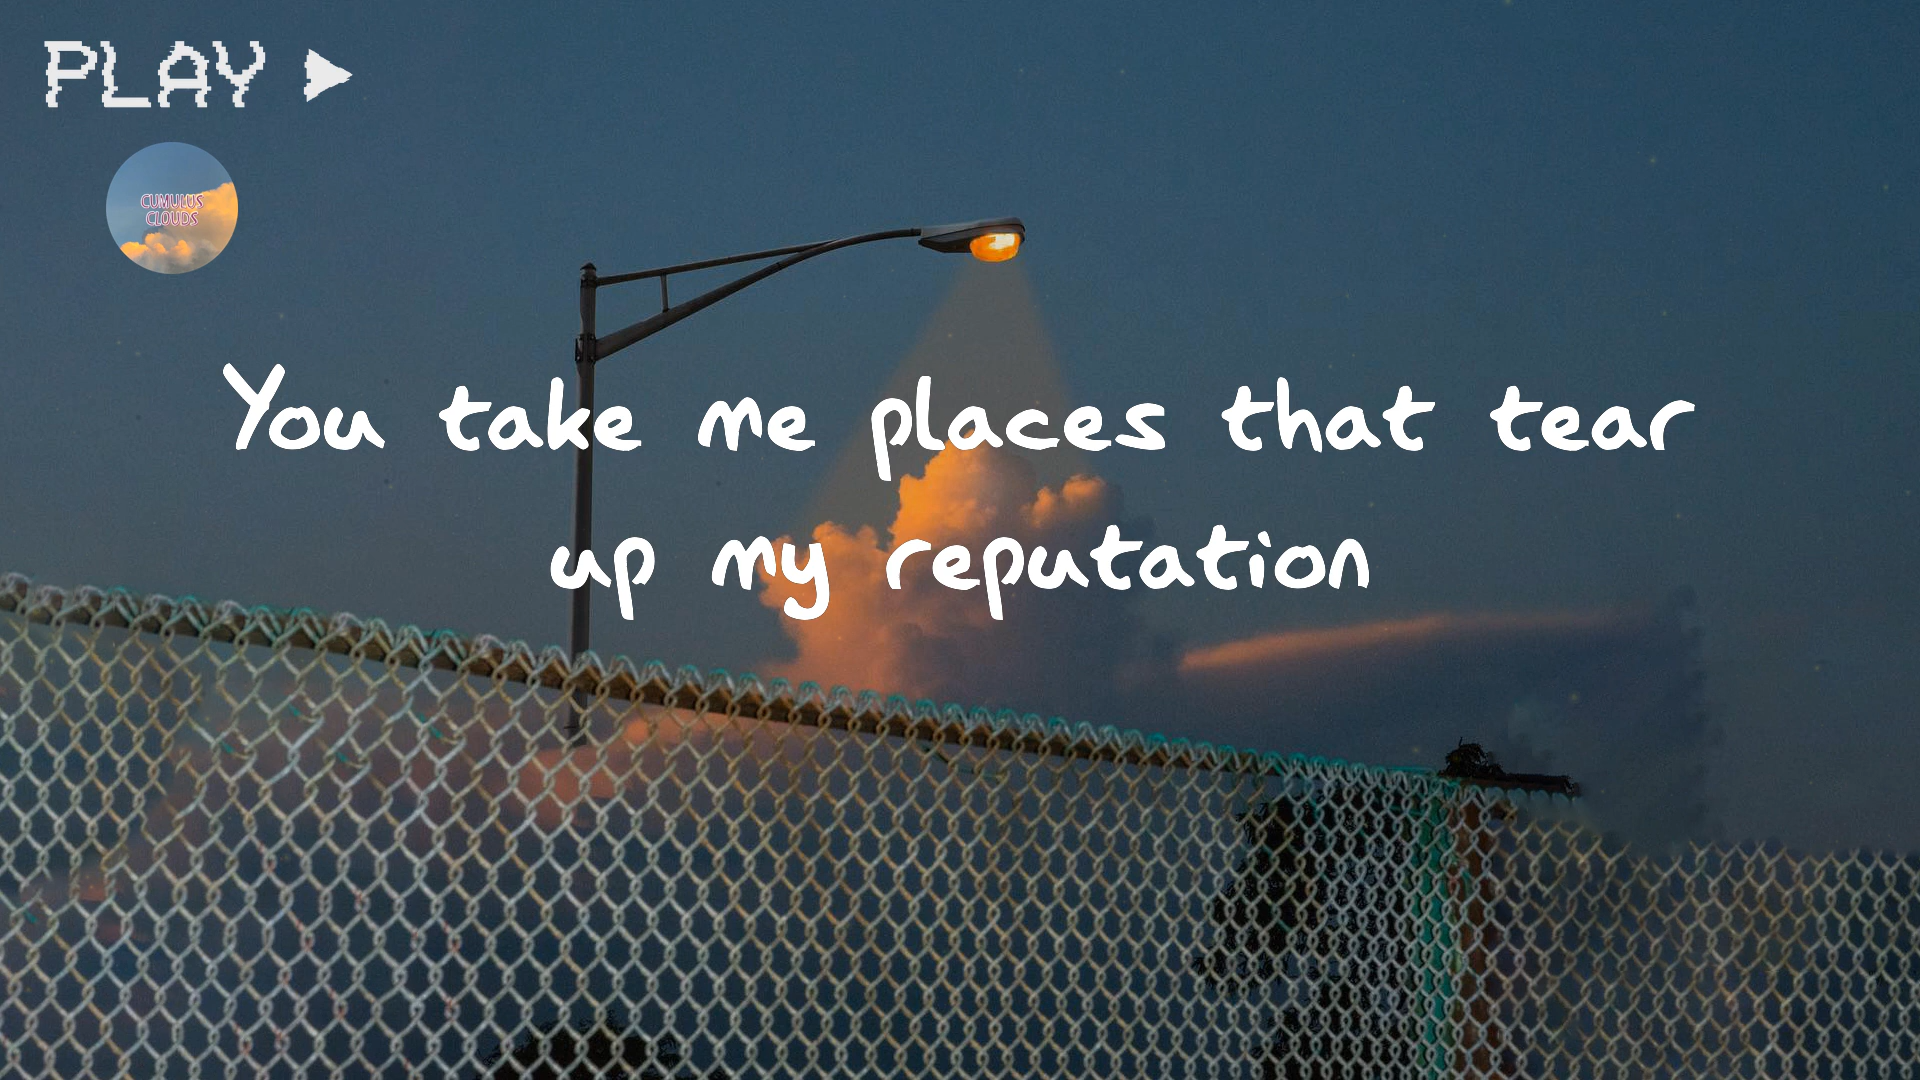 PLAY
CUMULUS
CLOUDS
You take me places that tear
up my reputation